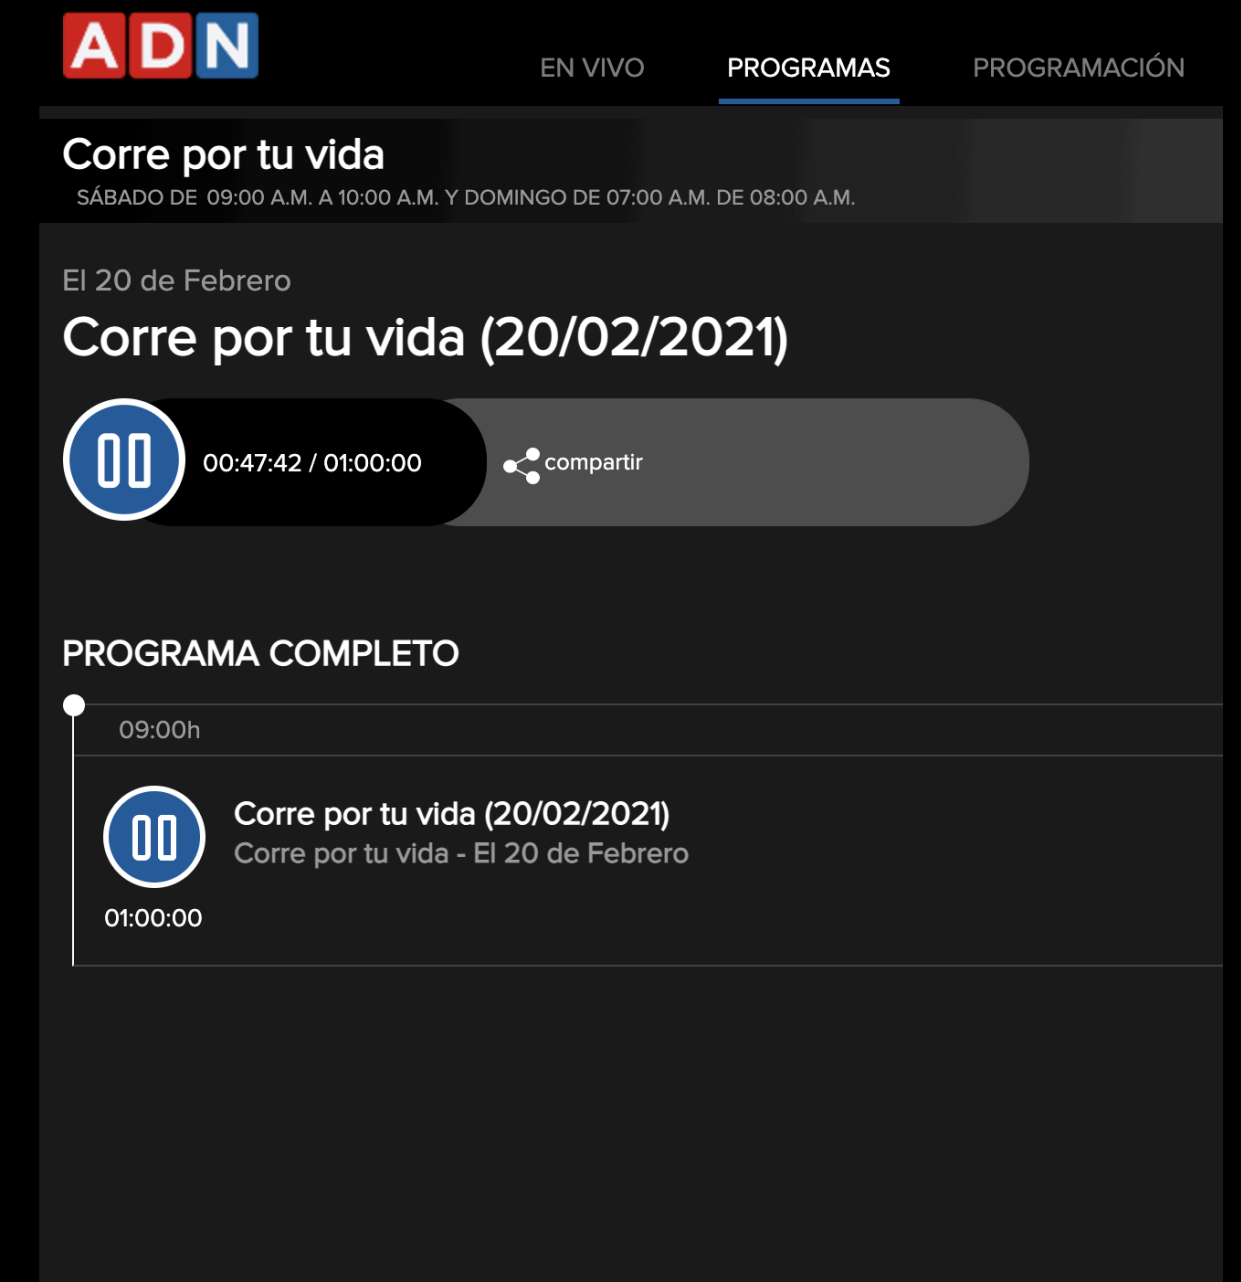 ADN
EN VIVO PROGRAMAS PROGRAMACIÓN
Corre por tu vida
SÁBADO DE 09:00 A.M. A 10:00 A.M. Y DOMINGO DE 07:00 A.M. DE 08:00 A.M.
El 20 de Febrero
Corre por tu vida (20/02/2021)
00:47:42 / 01:00:00 compartir
PROGRAMA COMPLETO
09:00h
Corre por tu vida (20/02/2021)
Corre por tu vida - El 20 de Febrero
01:00:00